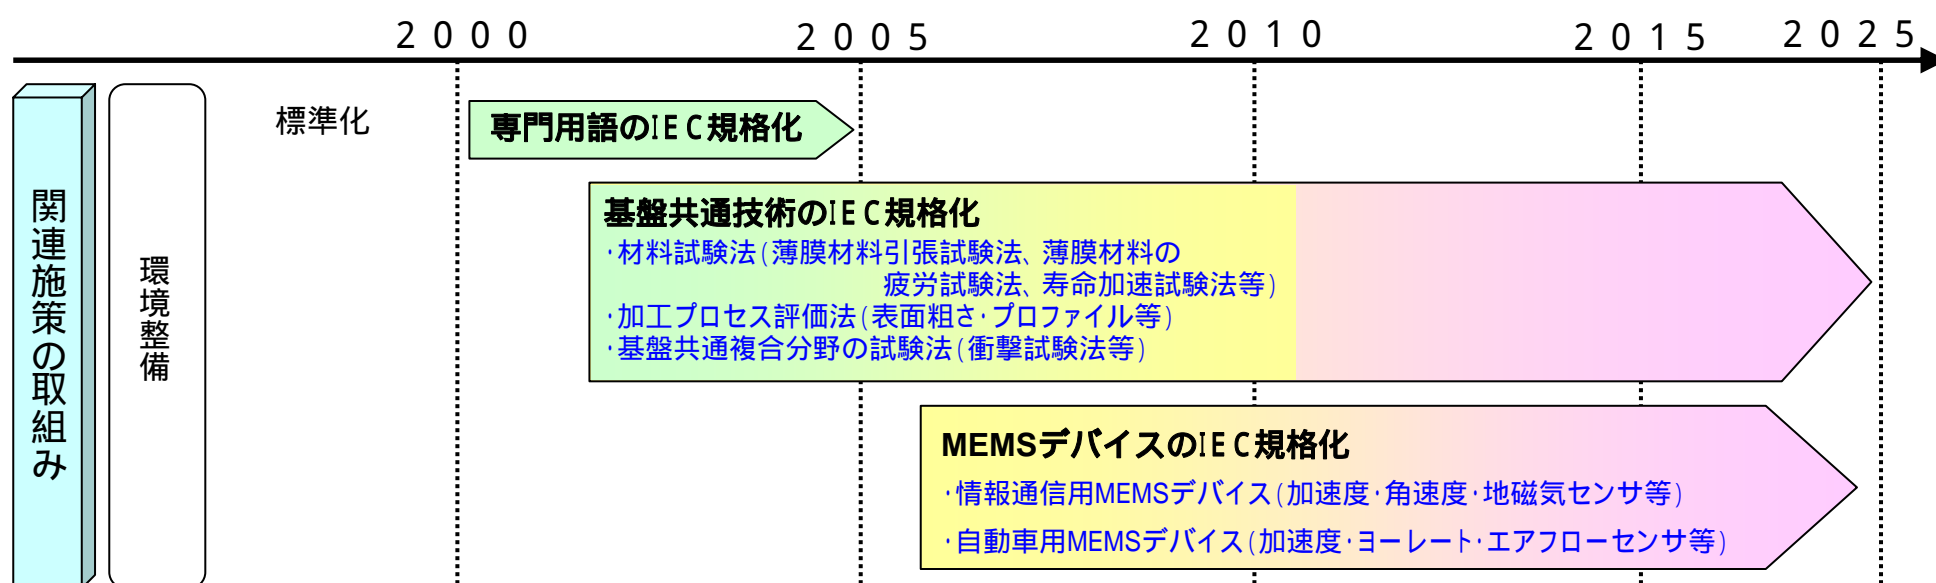 ２０００　２００５　２０１０　２０１５　２０２５
関連施策の取組み
環境整備
標準化
専門用語のＩＥＣ規格化
基盤共通技術のＩＥＣ規格化
・材料試験法(薄膜材料引張試験法、薄膜材料の
疲労試験法、寿命加速試験法等)
・加工プロセス評価法(表面粗さ・プロファイル等)
・基盤共通複合分野の試験法(衝撃試験法等)
MEMSデバイスのＩＥＣ規格化
・情報通信用MEMSデバイス(加速度・角速度・地磁気センサ等)
・自動車用MEMSデバイス(加速度・ヨーレート・エアフローセンサ等)